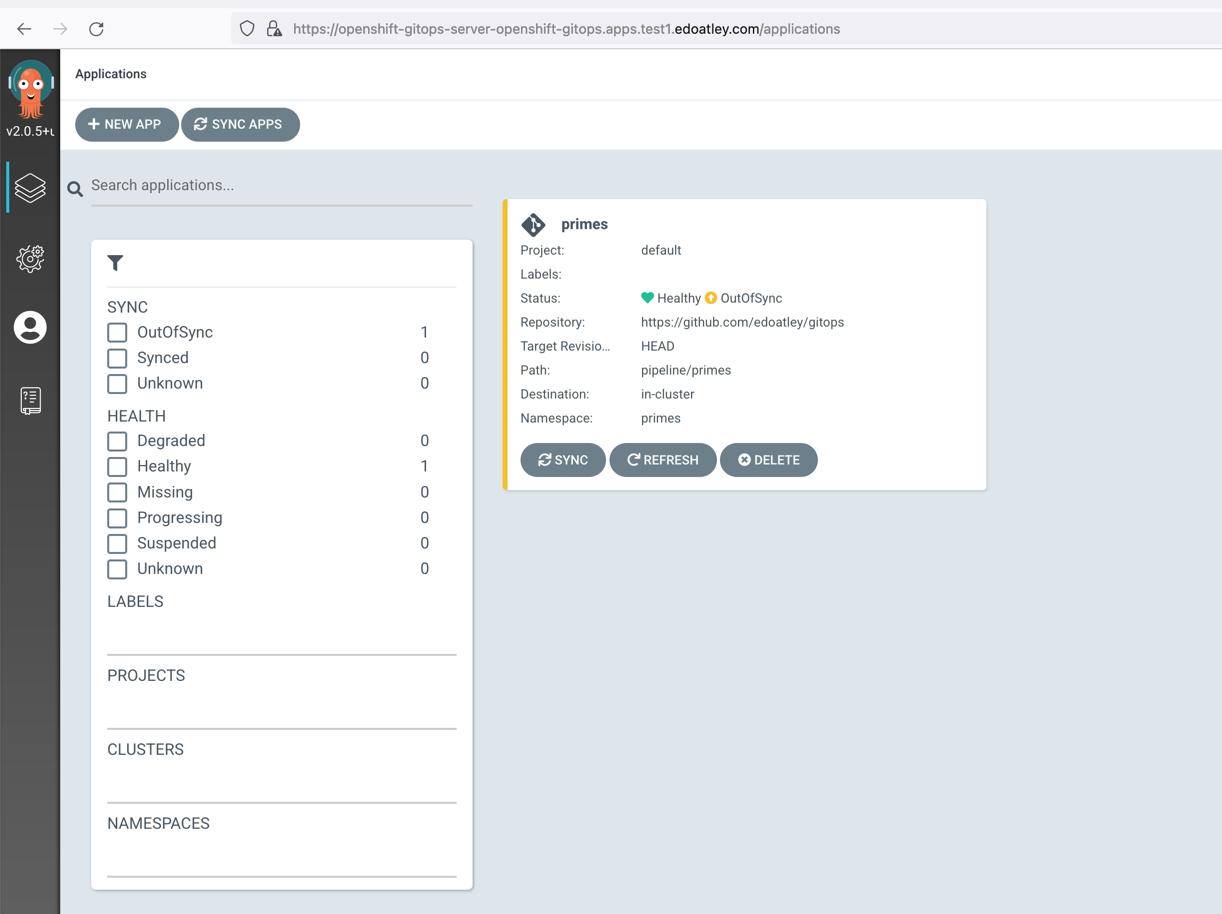 https://openshift-gitops-server-openshift-gitops.apps.test1.edoatley.com/applications
Applications
v2.0.5+u
NEW APP
SYNC APPS
Search applications...
SYNC
OutOfSync 1
Synced 0
Unknown 0
HEALTH
Degraded 0
Healthy 1
Missing 0
Progressing 0
Suspended 0
Unknown 0
LABELS
PROJECTS
CLUSTERS
NAMESPACES
primes
Project: default
Labels:
Status: Healthy OutOfSync
Repository: https://github.com/edoatley/gitops
Target Revisio... HEAD
Path: pipeline/primes
Destination: in-cluster
Namespace: primes
SYNC REFRESH DELETE